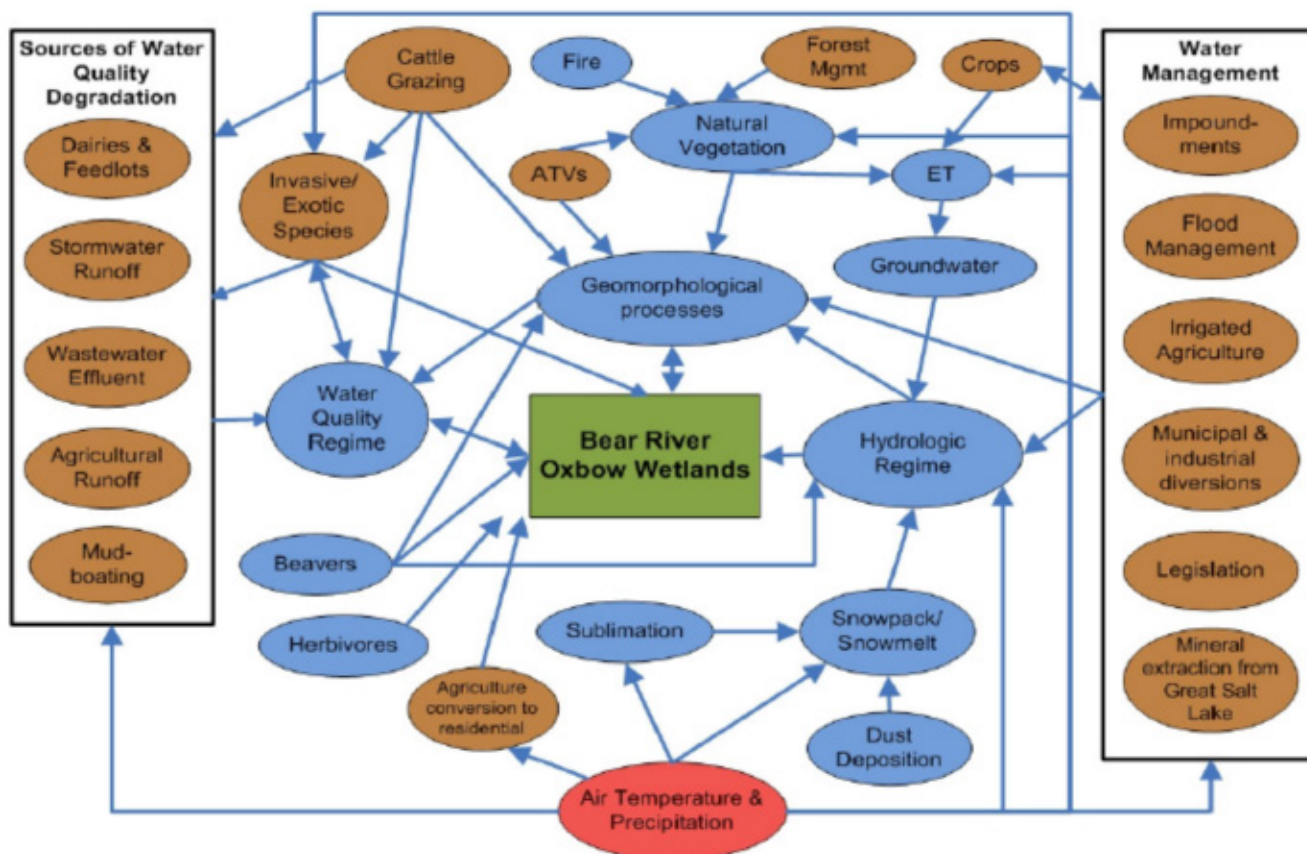 Sources of Water
Quality
Degradation
Dairies &
Feedlots
Stormwater
Runoff
Wastewater
Effluent
Agricultural
Runoff
Mud-
boating
Cattle
Grazing
Fire
Forest
Mgmt
Crops
Natural
Vegetation
ATVs
ET
Invasive/
Exotic
Species
Groundwater
Geomorphological
processes
Water
Quality
Regime
Bear River
Oxbow Wetlands
Hydrologic
Regime
Beavers
Herbivores
Sublimation
Snowpack/
Snowmelt
Agriculture
conversion to
residential
Dust
Deposition
Air Temperature &
Precipitation
Water
Management
Impound-
ments
Flood
Management
Irrigated
Agriculture
Municipal &
industrial
diversions
Legislation
Mineral
extraction from
Great Salt
Lake